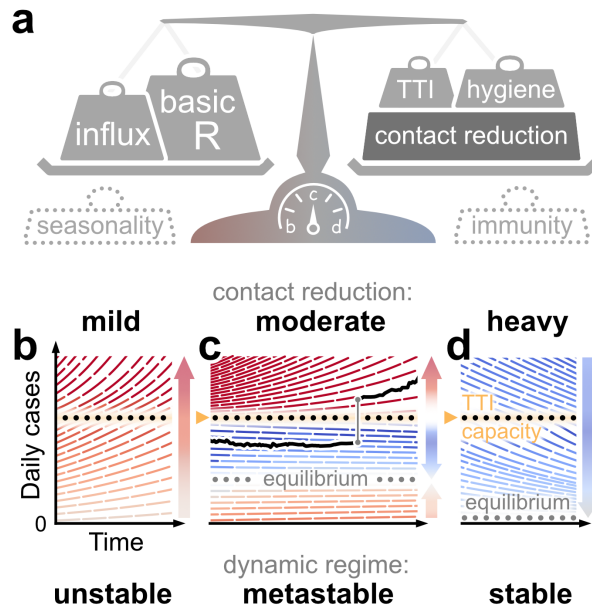 a
influx
basic
R
TTI
hygiene
contact reduction
seasonality
immunity
b
c
d
contact reduction:
mild
moderate
heavy
b
c
d
Daily cases
0
Time
equilibrium
TTI
capacity
equilibrium
dynamic regime:
unstable
metastable
stable